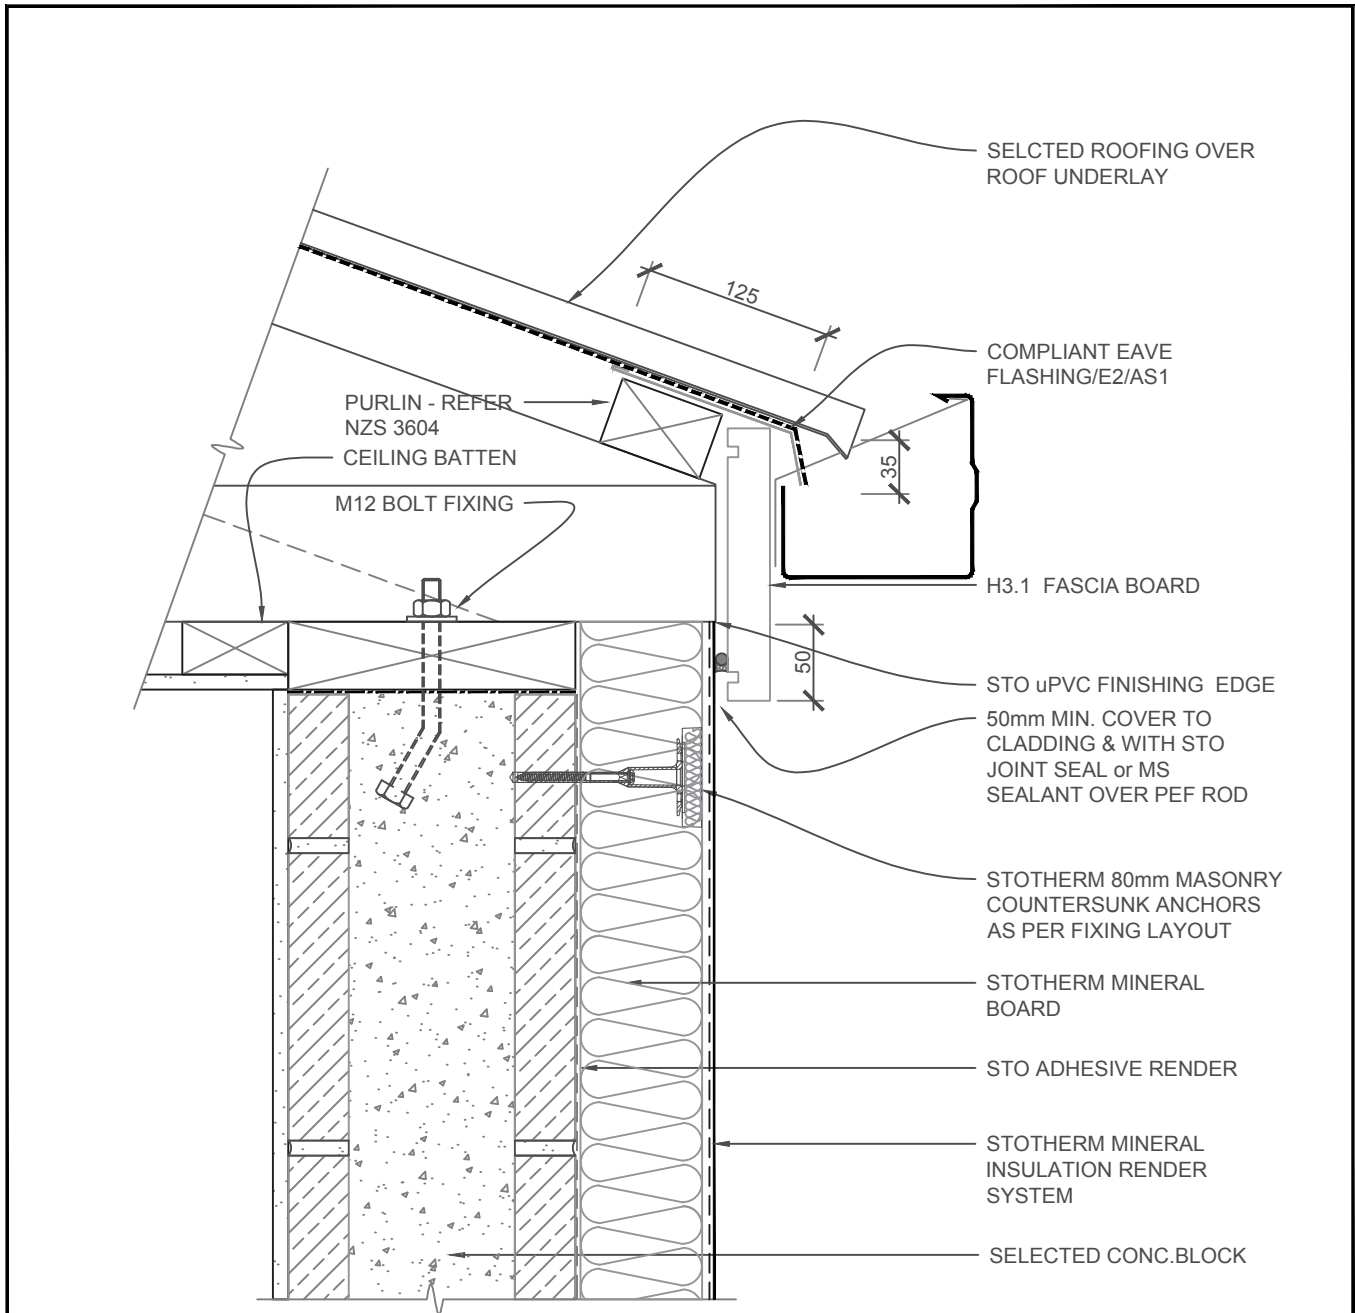 SELCTED ROOFING OVER
ROOF UNDERLAY
125
COMPLIANT EAVE
FLASHING/E2/AS1
PURLIN - REFER
NZS 3604
CEILING BATTEN
35
M12 BOLT FIXING
H3.1 FASCIA BOARD
50
STO uPVC FINISHING EDGE
50mm MIN. COVER TO
CLADDING & WITH STO
JOINT SEAL or MS
SEALANT OVER PEF ROD
STOTHERM 80mm MASONRY
COUNTERSUNK ANCHORS
AS PER FIXING LAYOUT
STOTHERM MINERAL
BOARD
STO ADHESIVE RENDER
STOTHERM MINERAL
INSULATION RENDER
SYSTEM
SELECTED CONC.BLOCK